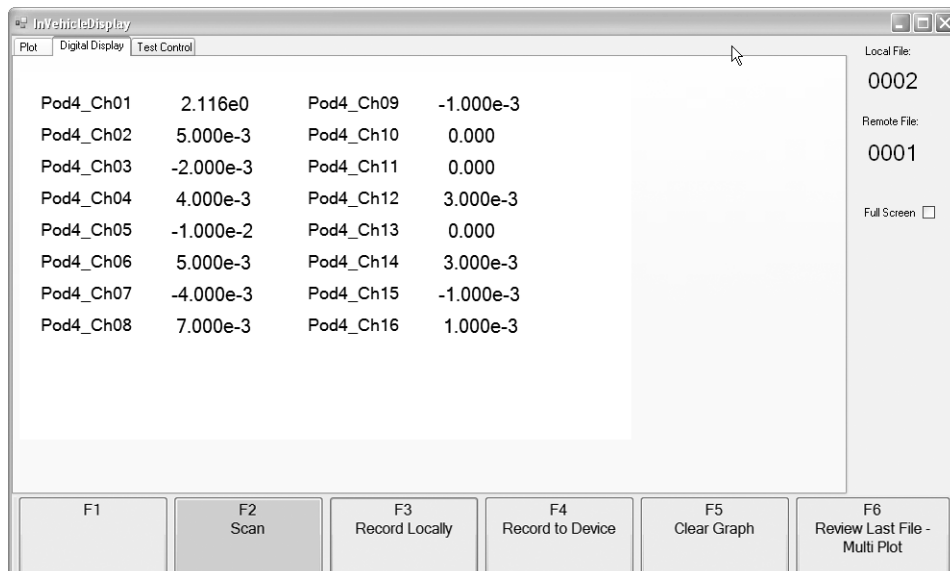 InVehicleDisplay
Plot Digital Display Test Control
Local File:
0002
Remote File:
0001
Full Screen
Pod4_Ch01 2.116e0 Pod4_Ch09 -1.000e-3
Pod4_Ch02 5.000e-3 Pod4_Ch10 0.000
Pod4_Ch03 -2.000e-3 Pod4_Ch11 0.000
Pod4_Ch04 4.000e-3 Pod4_Ch12 3.000e-3
Pod4_Ch05 -1.000e-2 Pod4_Ch13 0.000
Pod4_Ch06 5.000e-3 Pod4_Ch14 3.000e-3
Pod4_Ch07 -4.000e-3 Pod4_Ch15 -1.000e-3
Pod4_Ch08 7.000e-3 Pod4_Ch16 1.000e-3
F1
F2
Scan
F3
Record Locally
F4
Record to Device
F5
Clear Graph
F6
Review Last File -
Multi Plot